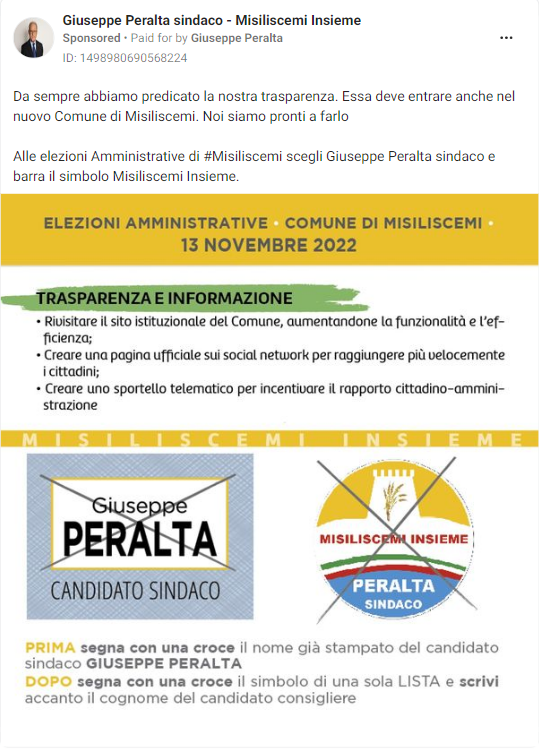 Giuseppe Peralta sindaco - Misiliscemi Insieme
Sponsored • Paid for by Giuseppe Peralta
ID: 1498980690568224
Da sempre abbiamo predicato la nostra trasparenza. Essa deve entrare anche nel
nuovo Comune di Misiliscemi. Noi siamo pronti a farlo
Alle elezioni Amministrative di #Misiliscemi scegli Giuseppe Peralta sindaco e
barra il simbolo Misiliscemi Insieme.
ELEZIONI AMMINISTRATIVE • COMUNE DI MISILISCEMI •
13 NOVEMBRE 2022
TRASPARENZA E INFORMAZIONE
• Rivisitare il sito istituzionale del Comune, aumentandone la funzionalità e l'ef-
ficienza;
• Creare una pagina ufficiale sui social network per raggiungere più velocemente
i cittadini;
• Creare uno sportello telematico per incentivare il rapporto cittadino-ammini-
strazione
MISILISCEMI INSIEME
Giuseppe
PERALTA
CANDIDATO SINDACO
MISILISCEMI INSIEME
PERALTA
SINDACO
PRIMA segna con una croce il nome già stampato del candidato
sindaco GIUSEPPE PERALTA
DOPO segna con una croce il simbolo di una sola LISTA e scrivi
accanto il cognome del candidato consigliere